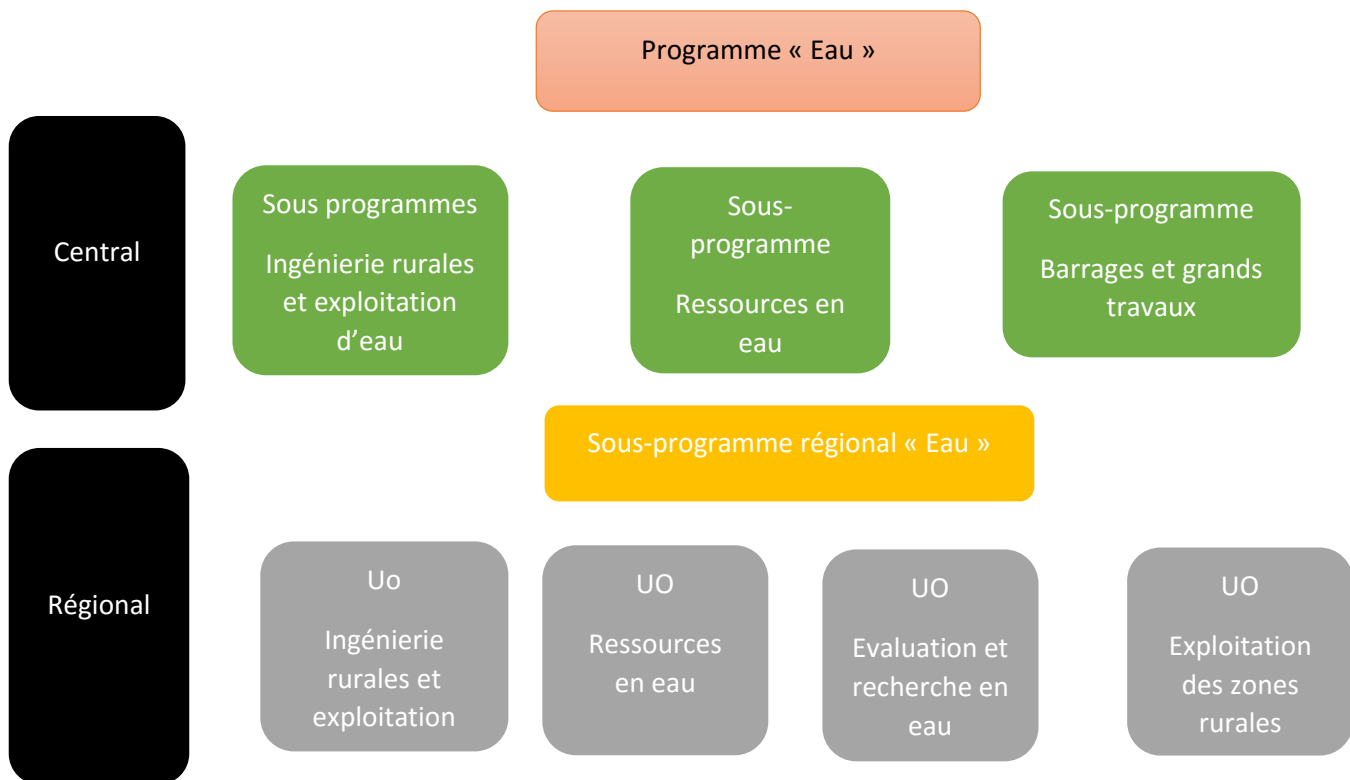 Programme « Eau »
Central
Sous programmes
Ingénierie rurales
et exploitation
d’eau
Sous-
programme
Ressources en
eau
Sous-programme
Barrages et grands
travaux
Sous-programme régional « Eau »
Régional
Uo
Ingénierie
rurales et
exploitation
UO
Ressources
en eau
UO
Evaluation et
recherche en
eau
UO
Exploitation
des zones
rurales